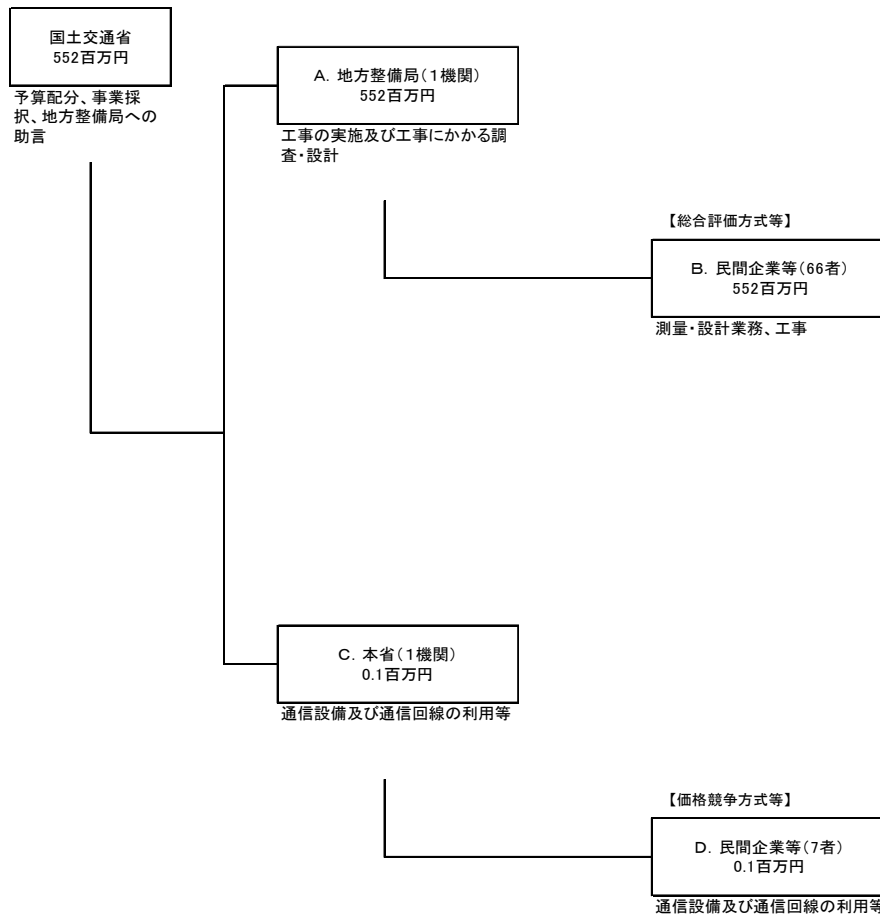 国土交通省
552百万円
予算配分、事業採
択、地方整備局への
助言
A．地方整備局（1機関）
552百万円
工事の実施及び工事にかかる調
査・設計
【総合評価方式等】
B．民間企業等（66者）
552百万円
測量・設計業務、工事
C．本省（1機関）
0.1百万円
通信設備及び通信回線の利用等
【価格競争方式等】
D．民間企業等（7者）
0.1百万円
通信設備及び通信回線の利用等